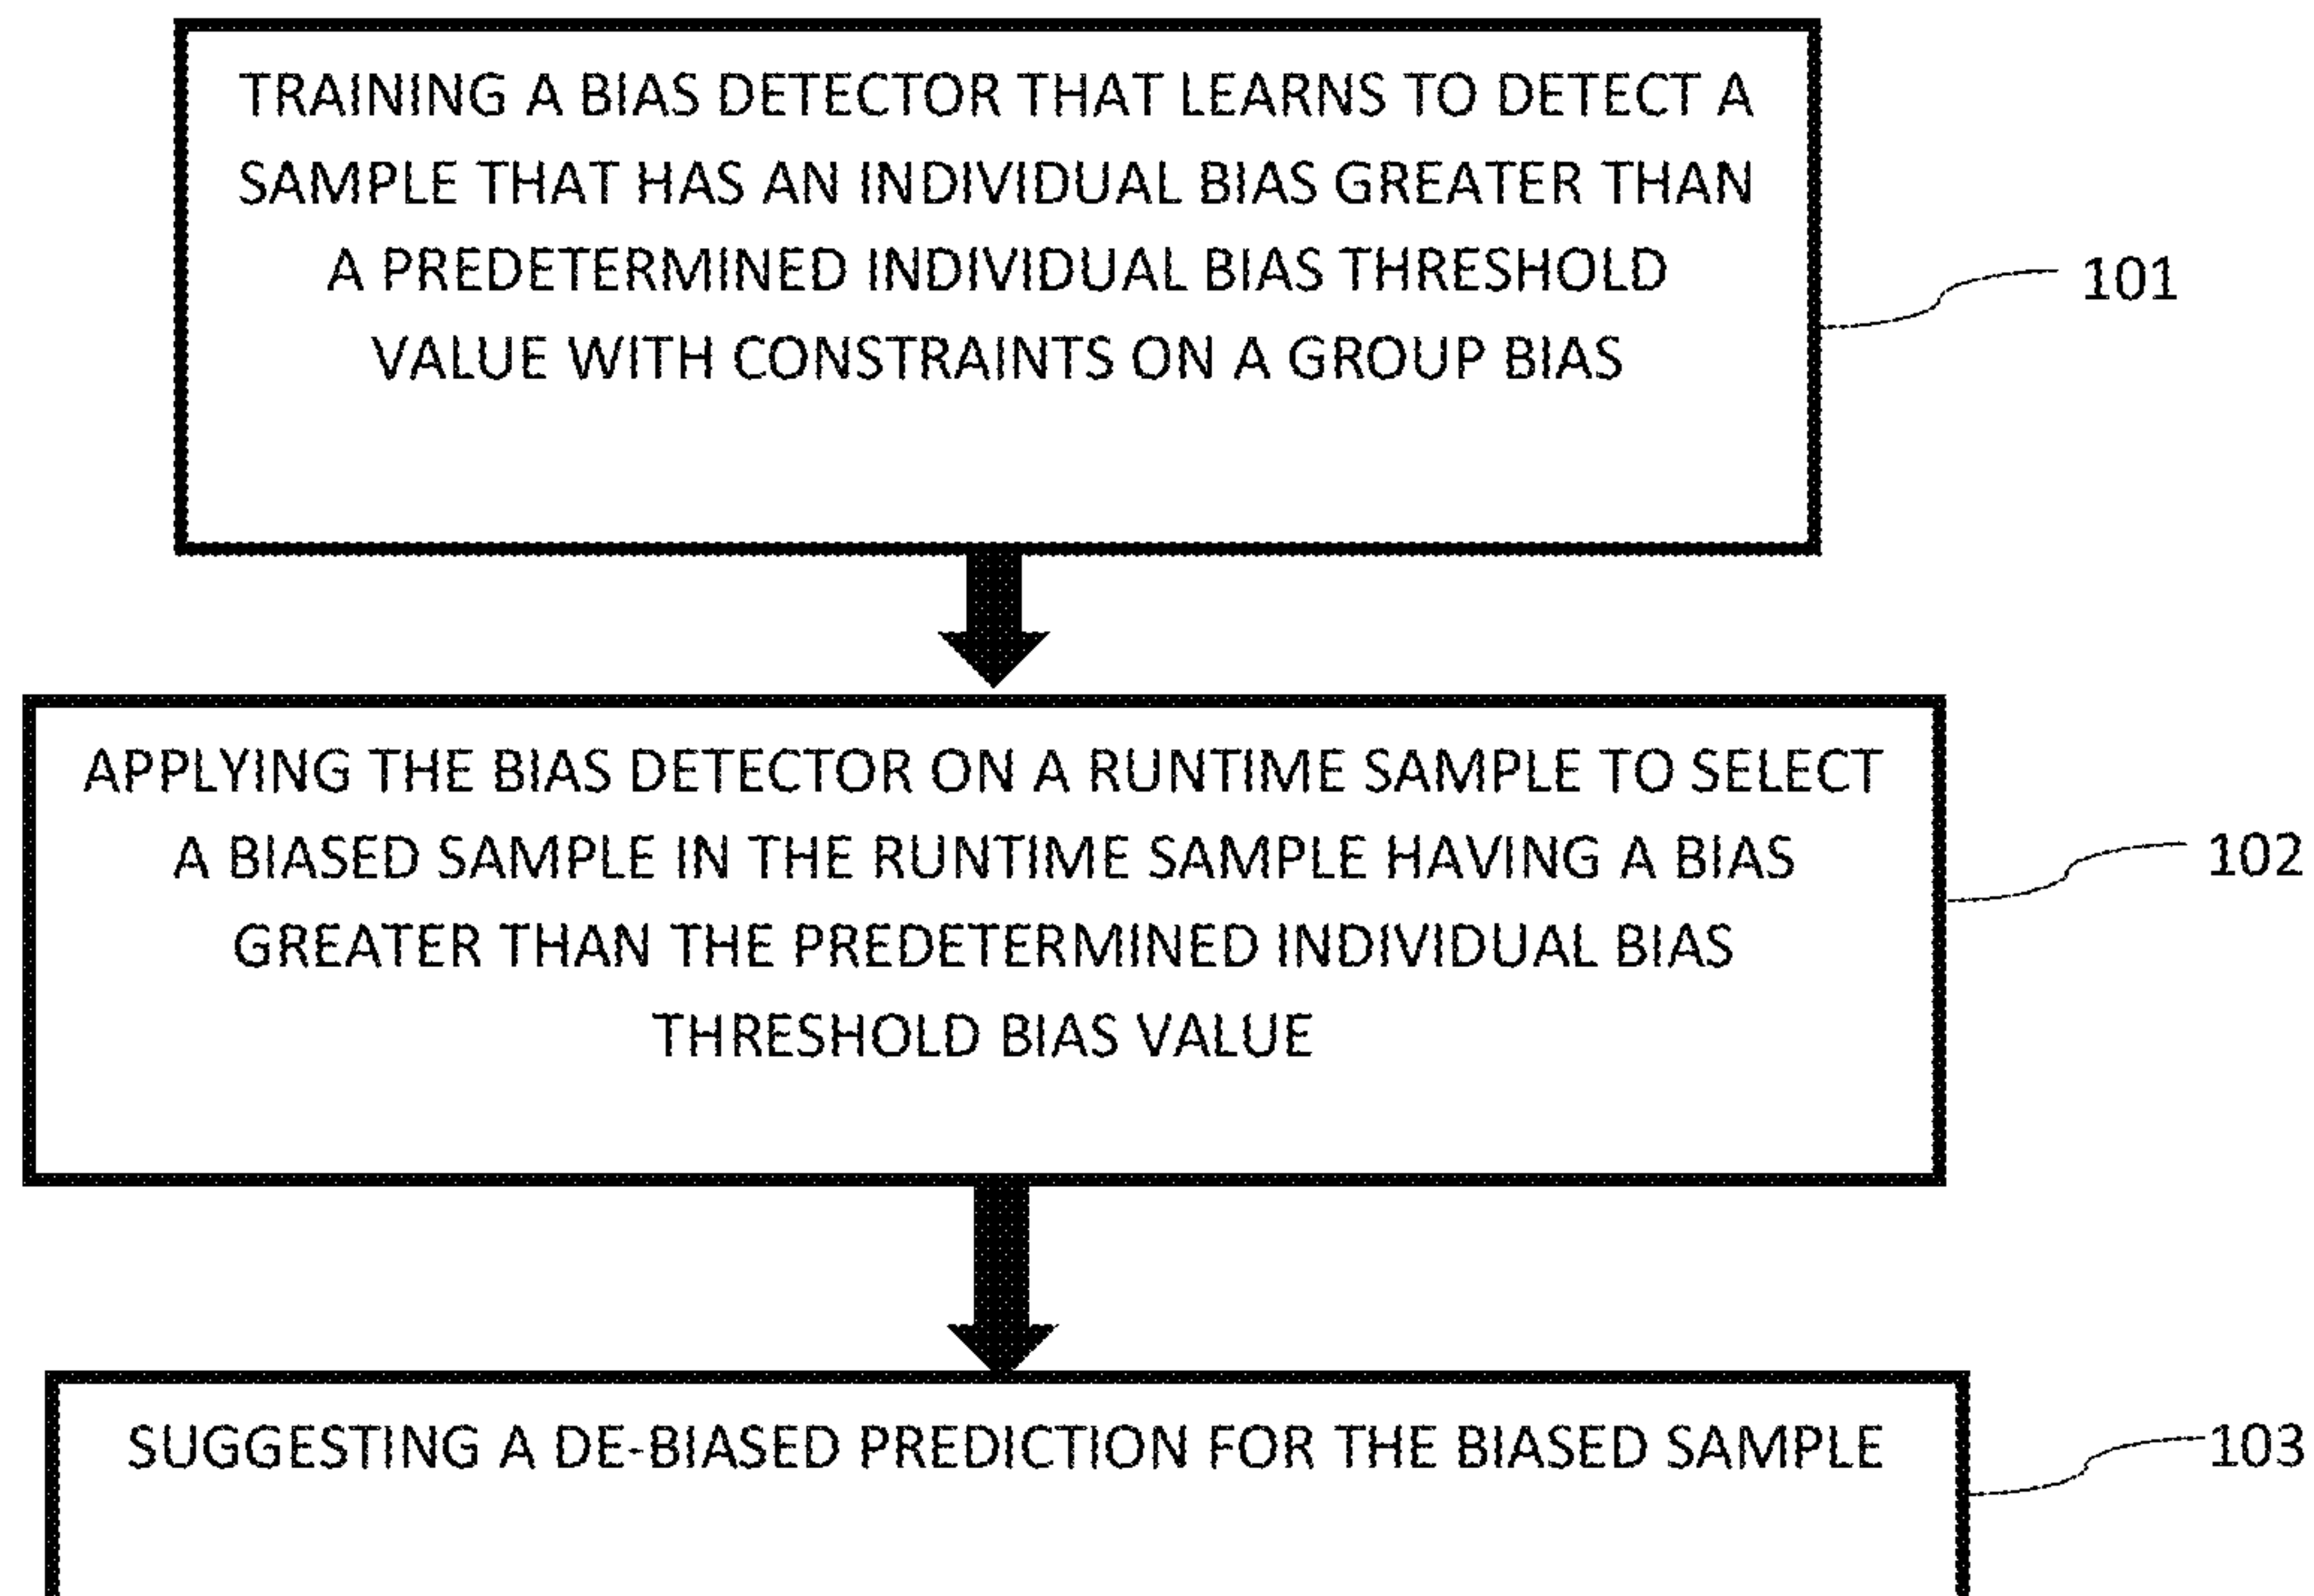 TRAINING A BIAS DETECTOR THAT LEARNS TO DETECT A
SAMPLE THAT HAS AN INDIVIDUAL BIAS GREATER THAN
A PREDETERMINED INDIVIDUAL BIAS THRESHOLD
VALUE WITH CONSTRAINTS ON A GROUP BIAS
101
APPLYING THE BIAS DETECTOR ON A RUNTIME SAMPLE TO SELECT
A BIASED SAMPLE IN THE RUNTIME SAMPLE HAVING A BIAS
GREATER THAN THE PREDETERMINED INDIVIDUAL BIAS
THRESHOLD BIAS VALUE
102
SUGGESTING A DE-BIASED PREDICTION FOR THE BIASED SAMPLE
103